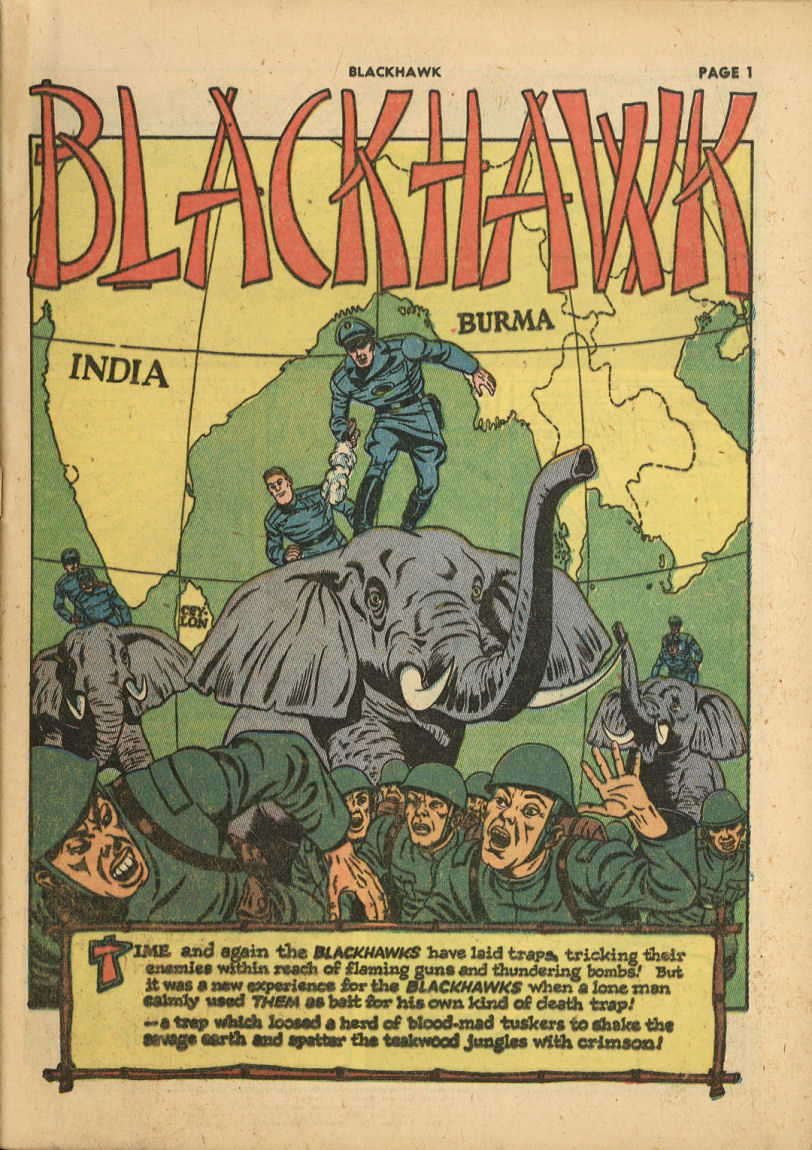 BLACKHAWK
PAGE 1
BLACKHAWK
BURMA
INDIA
CEY-
LON
TIME and again the BLACKHAWKS have laid traps, tricking their
enemies within reach of flaming guns and thundering bombs! But
it was a new experience for the BLACKHAWKS when a lone man
calmly used THEM as bait for his own kind of death trap!
--a trap which loosed a herd of blood-mad tuskers to shake the
savage earth and spatter the teakwood jungles with crimson!